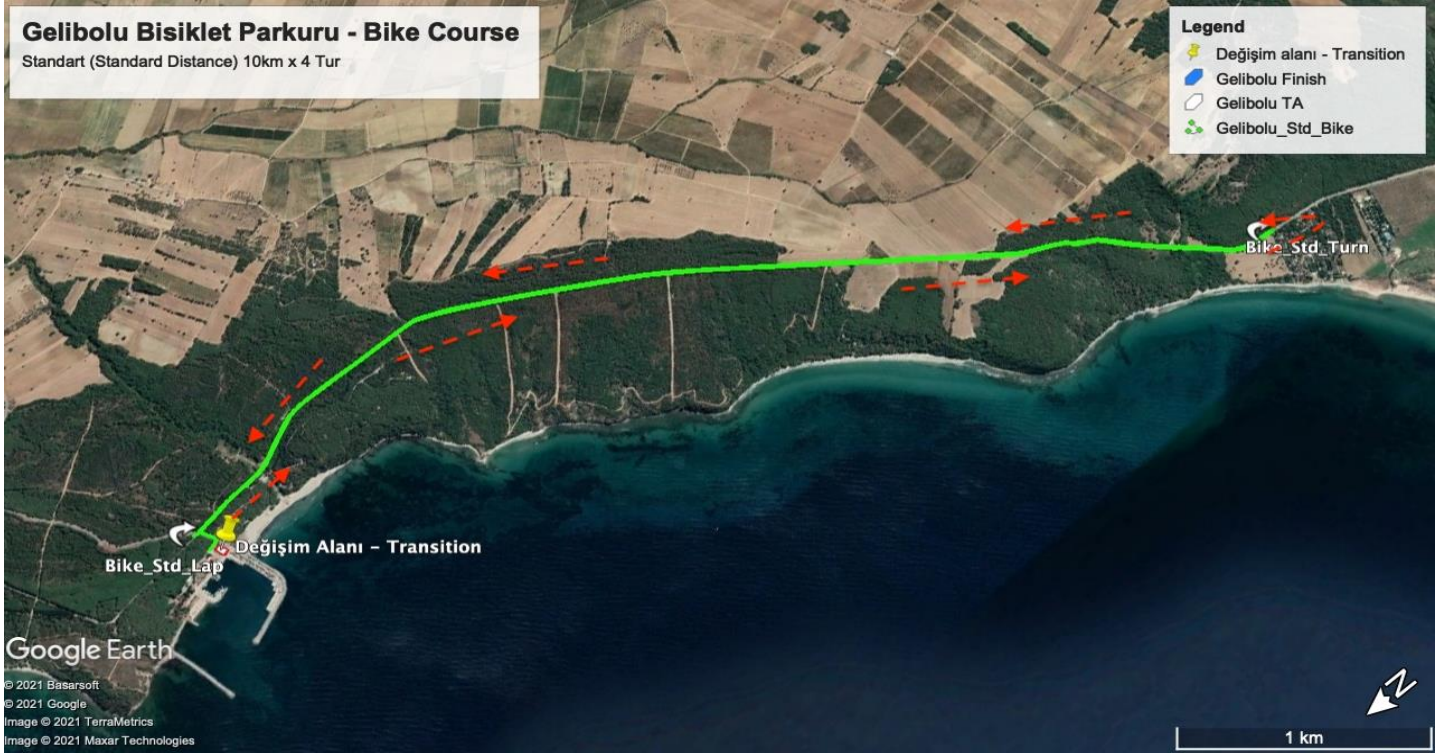 Gelibolu Bisiklet Parkuru - Bike Course
Standart (Standard Distance) 10km x 4 Tur
Legend
Değişim alanı - Transition
Gelibolu Finish
Gelibolu TA
Gelibolu_Std_Bike
Bike_Std_Turn
Değişim Alanı - Transition
Bike_Std_Lap
Google Earth
© 2021 Basarsoft
© 2021 Google
Image © 2021 TerraMetrics
Image © 2021 Maxar Technologies
N
1 km